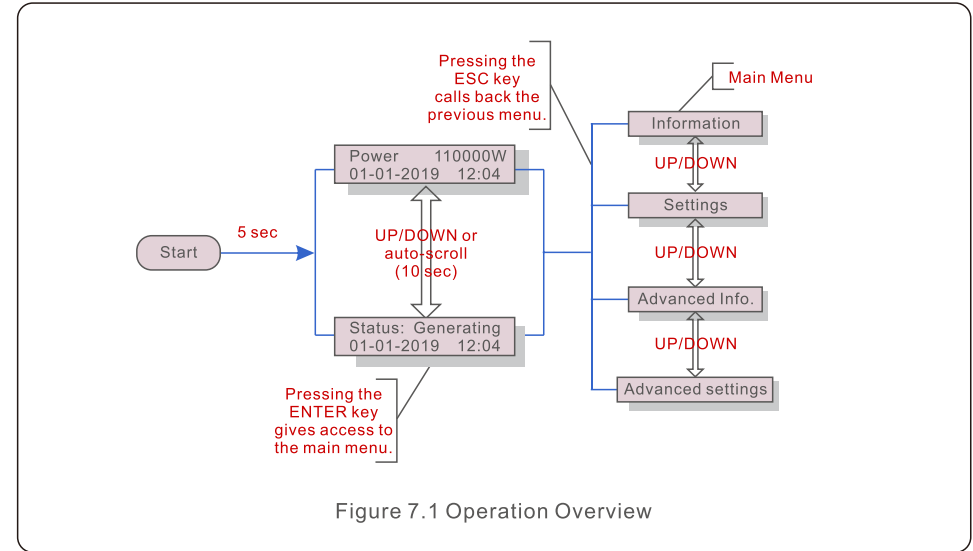 Pressing the
ESC key
calls back the
previous menu.
Main Menu
Information
UP/DOWN
Settings
UP/DOWN
Advanced Info.
UP/DOWN
Advanced settings
Power 110000W
01-01-2019 12:04
Start
5 sec
UP/DOWN or
auto-scroll
(10 sec)
Status: Generating
01-01-2019 12:04
Pressing the
ENTER key
gives access to
the main menu.
Figure 7.1 Operation Overview